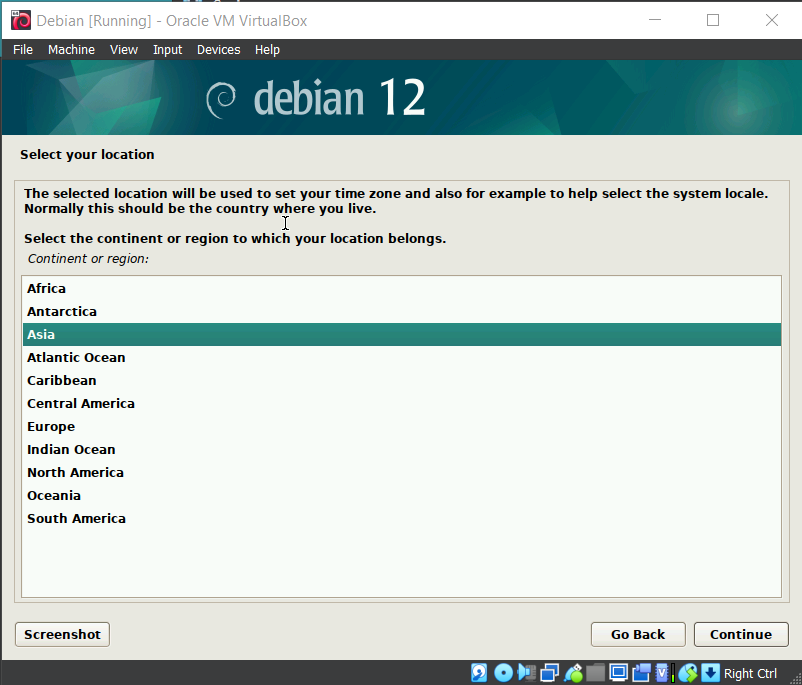 Debian [Running] - Oracle VM VirtualBox
File Machine View Input Devices Help
debian 12
Select your location
The selected location will be used to set your time zone and also for example to help select the system locale.
Normally this should be the country where you live.
Select the continent or region to which your location belongs.
Continent or region:
Africa
Antarctica
Asia
Atlantic Ocean
Caribbean
Central America
Europe
Indian Ocean
North America
Oceania
South America
Screenshot Go Back Continue
Right Ctrl